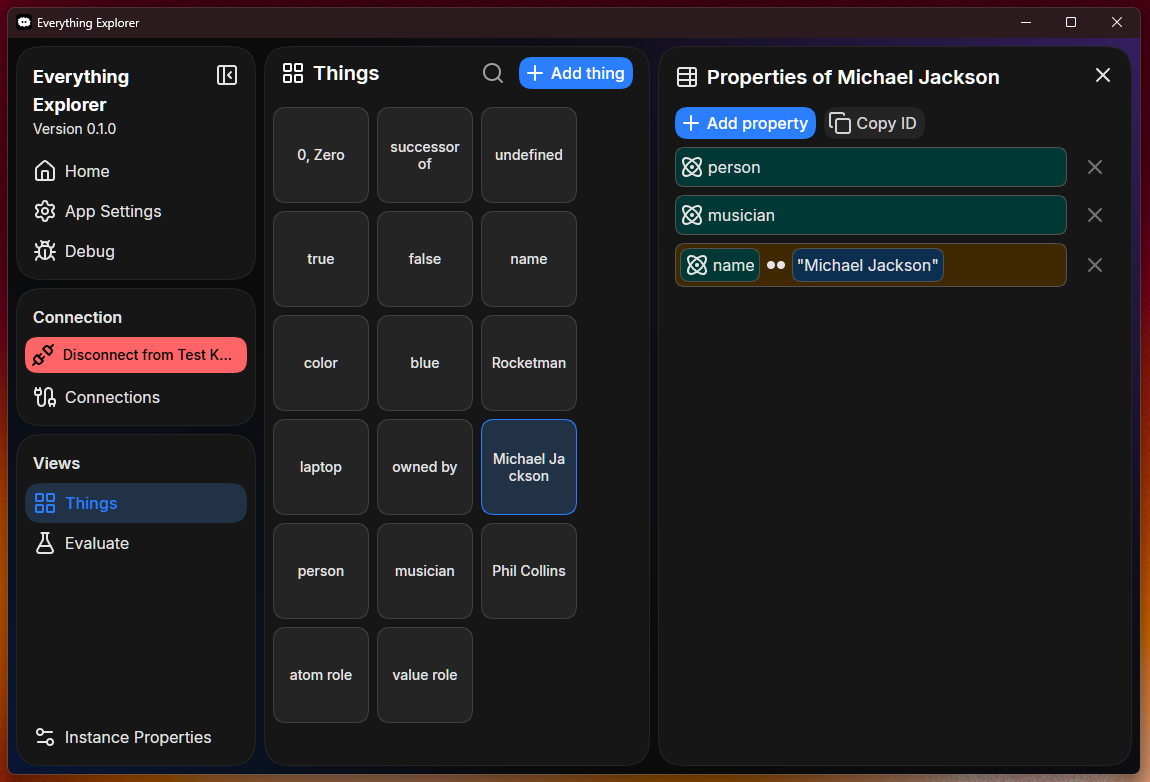 Everything Explorer
Everything
Explorer
Version 0.1.0
Home
App Settings
Debug
Connection
Disconnect from Test K...
Connections
Views
Things
Evaluate
Instance Properties
Things
Add thing
0, Zero
successor
of
undefined
true
false
name
color
blue
Rocketman
laptop
owned by
Michael Ja
ckson
person
musician
Phil Collins
atom role
value role
Properties of Michael Jackson
Add property
Copy ID
person
musician
name "Michael Jackson"